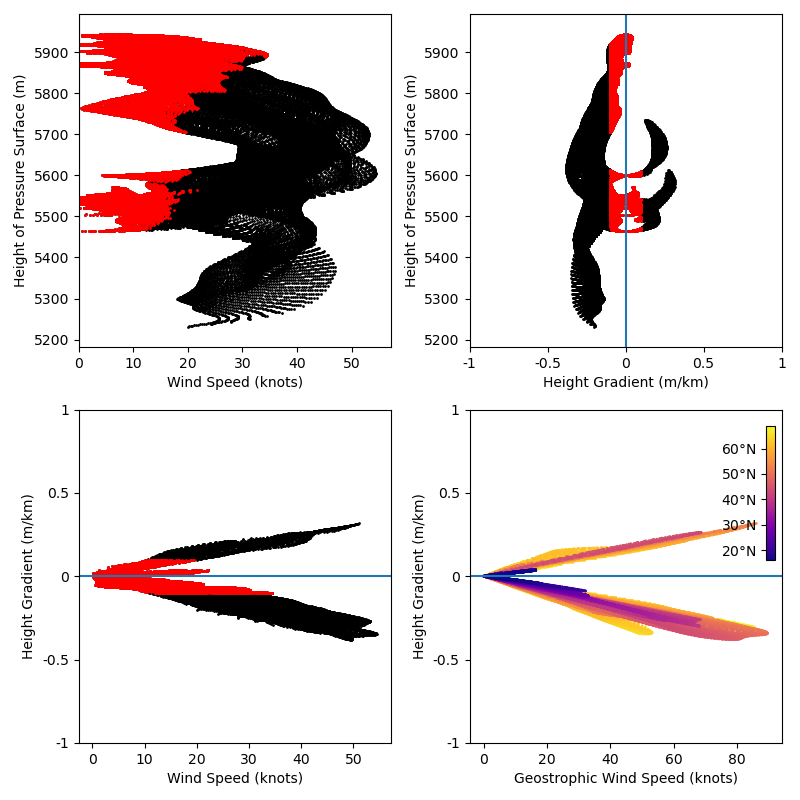 5900
5800
5700
5600
5500
5400
5300
5200
Height of Pressure Surface (m)
0 10 20 30 40 50
Wind Speed (knots)
5900
5800
5700
5600
5500
5400
5300
5200
Height of Pressure Surface (m)
-1 -0.5 0 0.5 1
Height Gradient (m/km)
1
0.5
0
-0.5
-1
Height Gradient (m/km)
0 10 20 30 40 50
Wind Speed (knots)
1
0.5
0
-0.5
-1
Height Gradient (m/km)
60°N
50°N
40°N
30°N
20°N
0 20 40 60 80
Geostrophic Wind Speed (knots)